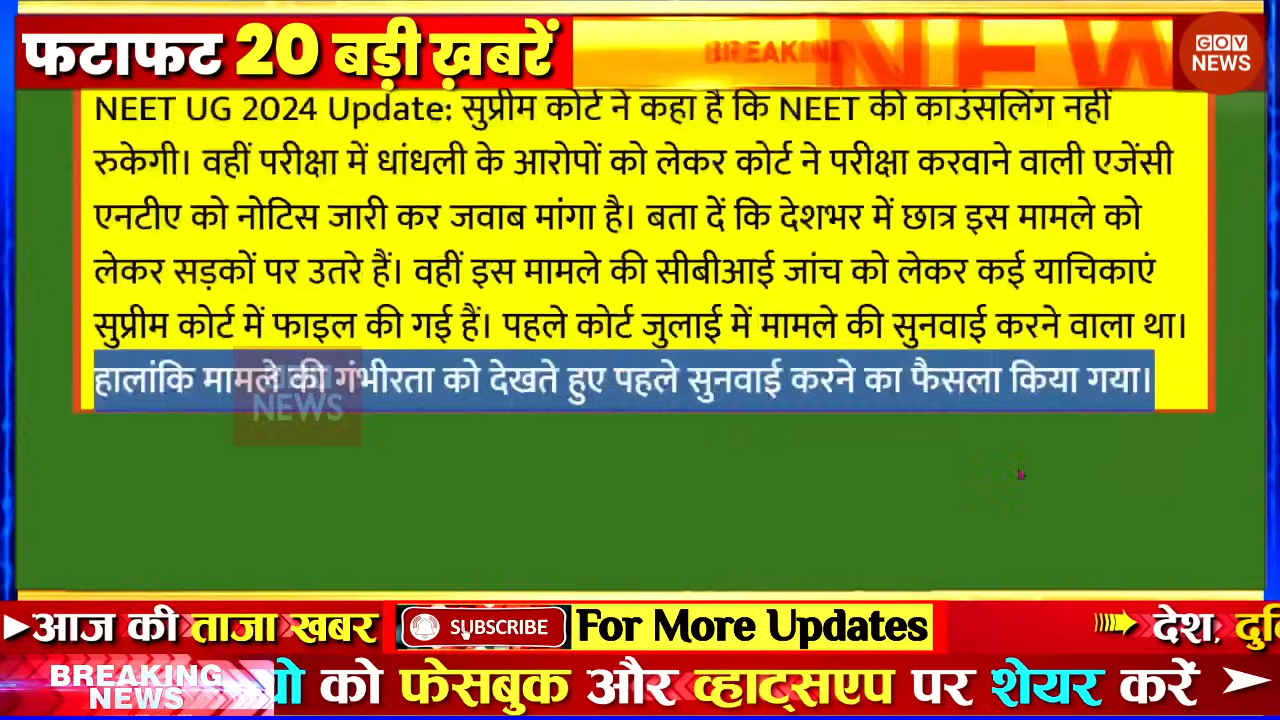 फटाफट 20 बड़ी ख़बरें
BREAKING
NEW
GOV
NEWS
NEET UG 2024 Update: सुप्रीम कोर्ट ने कहा है कि NEET की काउंसलिंग नहीं
रुकेगी। वहीं परीक्षा में धांधली के आरोपों को लेकर कोर्ट ने परीक्षा करवाने वाली एजेंसी
एनटीए को नोटिस जारी कर जवाब मांगा है। बता दें कि देशभर में छात्र इस मामले को
लेकर सड़कों पर उतरे हैं। वहीं इस मामले की सीबीआई जांच को लेकर कई याचिकाएं
सुप्रीम कोर्ट में फाइल की गई हैं। पहले कोर्ट जुलाई में मामले की सुनवाई करने वाला था।
हालांकि मामले की गंभीरता को देखते हुए पहले सुनवाई करने का फैसला किया गया।
NEWS
आज की ताजा खबर
SUBSCRIBE
For More Updates
देश,
BREAKING
NEWS
को फेसबुक और व्हाट्सएप पर शेयर करें